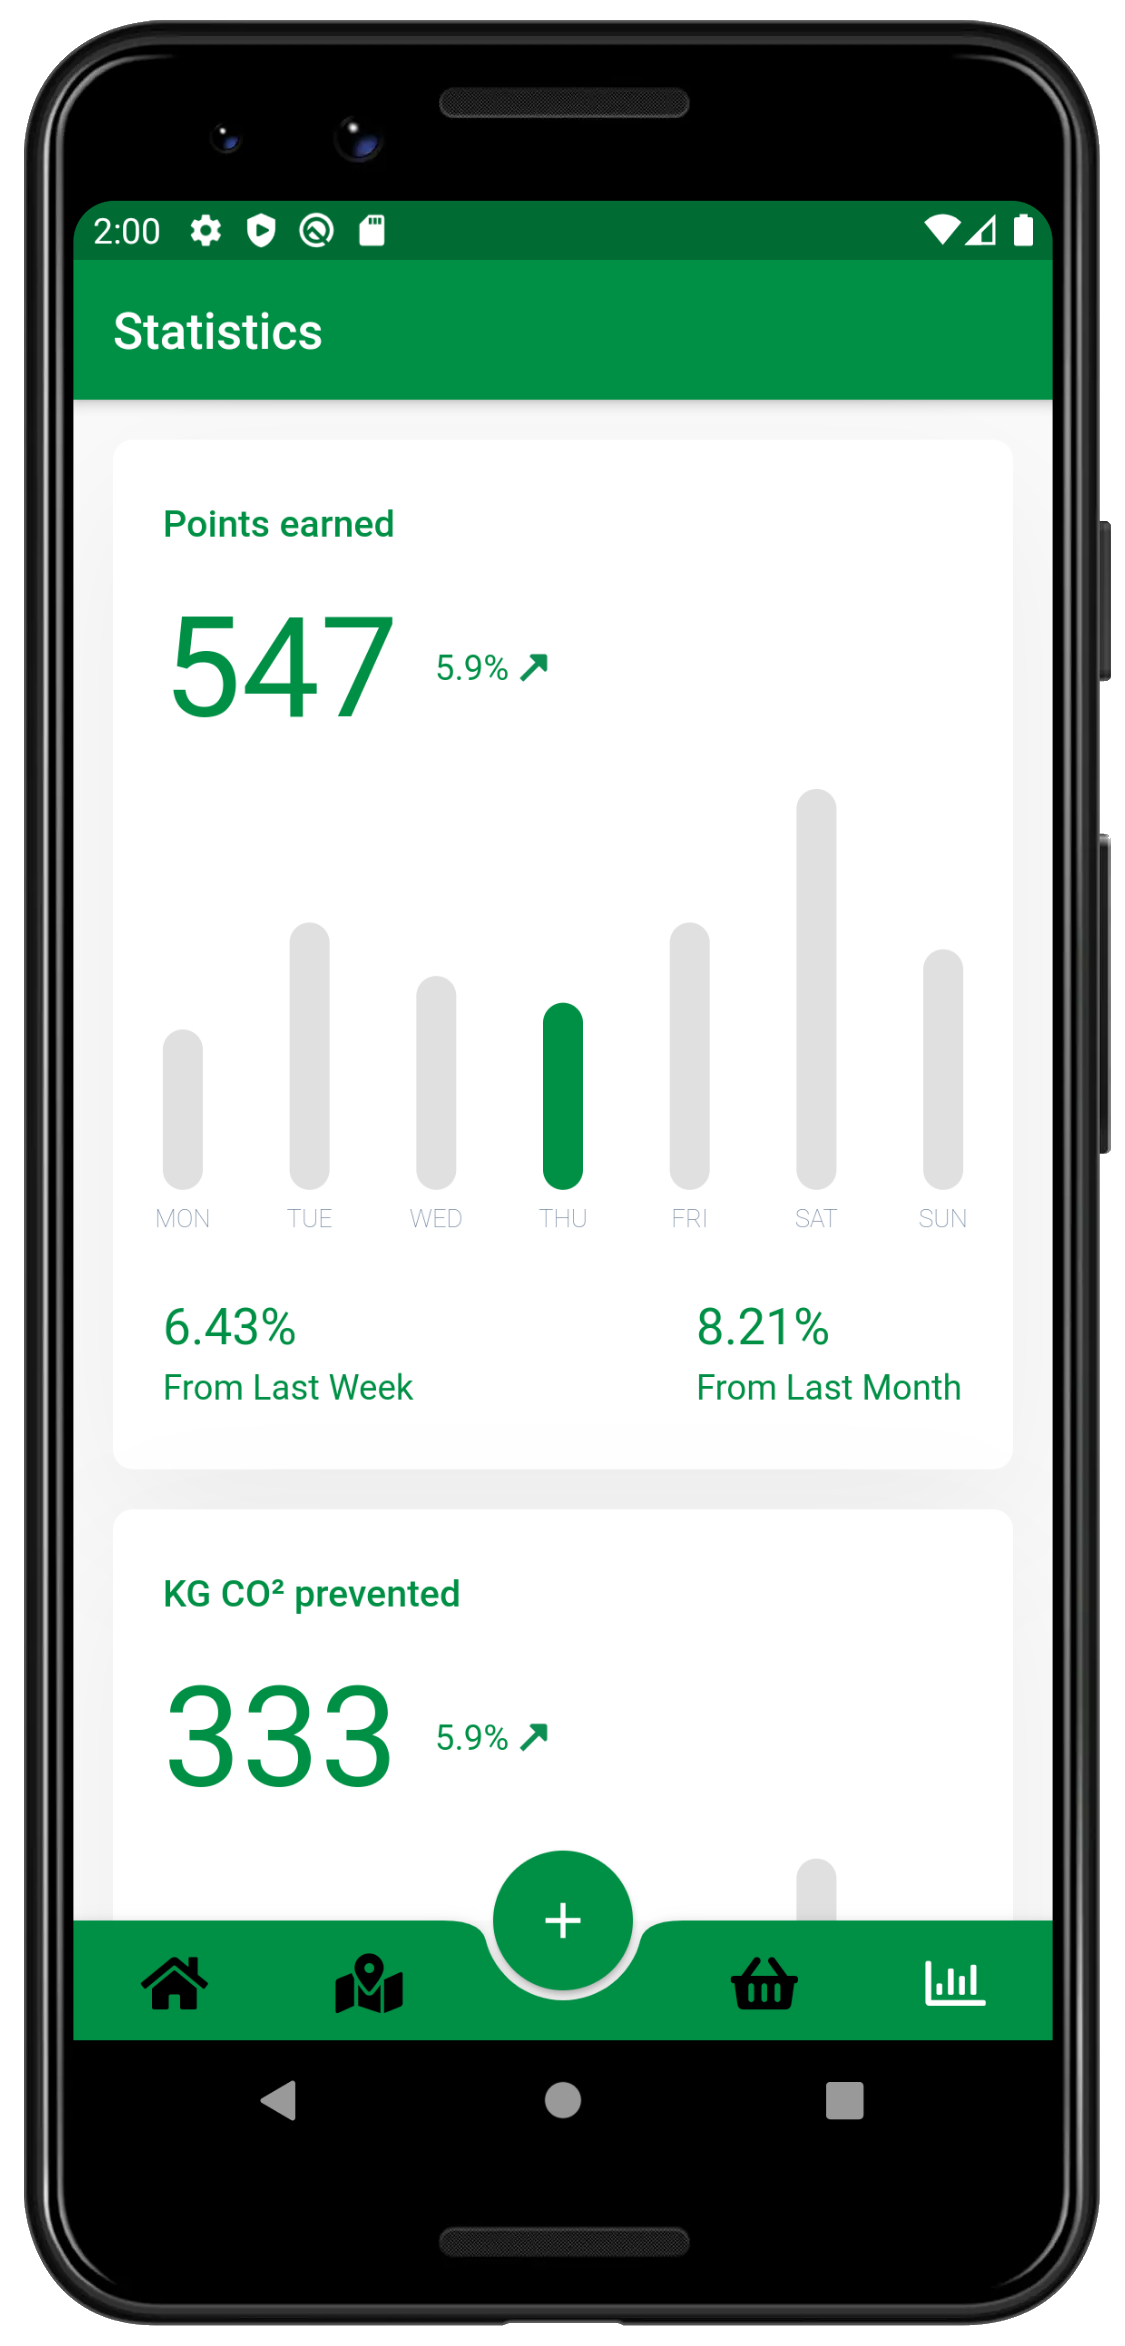 2:00
Statistics
Points earned
547 5.9%
MON TUE WED THU FRI SAT SUN
6.43% 8.21%
From Last Week From Last Month
KG CO² prevented
333 5.9%
+